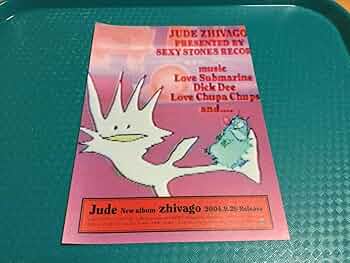 JUDE ZHIVAGO
PRESENTED BY
SEXY STONES RECOR
music
Love Submarine
Dick Dee
Love Chupa Chups
and....
Jude New album zhivago 2004.9.29 Release